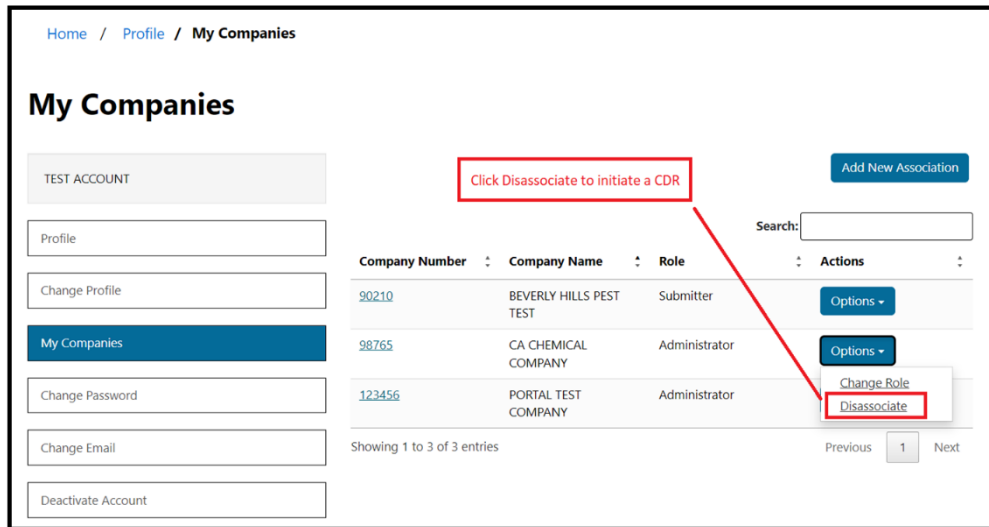 Home / Profile / My Companies
My Companies
TEST ACCOUNT
Profile
Change Profile
My Companies
Change Password
Change Email
Deactivate Account
Click Disassociate to initiate a CDR
Add New Association
Search:
Company Number Company Name Role Actions
90210 BEVERLY HILLS PEST Submitter Options
TEST
98765 CA CHEMICAL Administrator Options
COMPANY
Change Role
123456 PORTAL TEST Administrator
COMPANY
Disassociate
Showing 1 to 3 of 3 entries Previous 1 Next